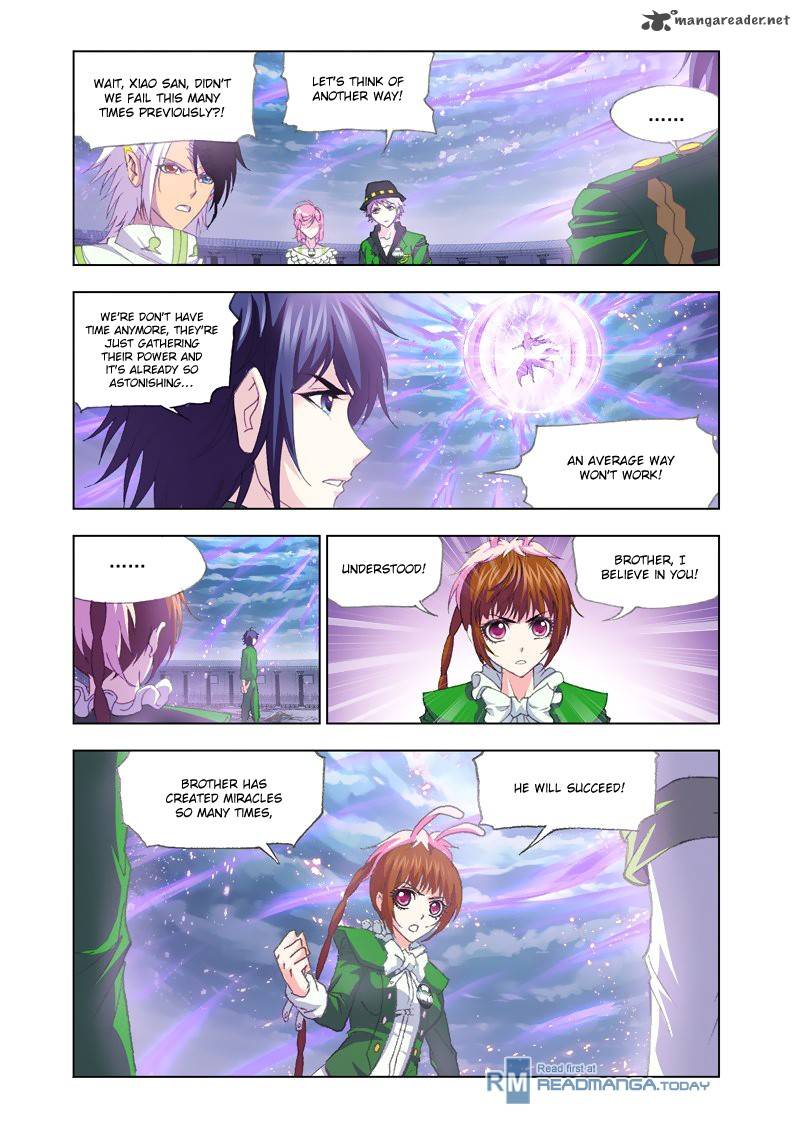 mangareader.net
WAIT, XIAO SAN, DIDN'T
WE FAIL THIS MANY
TIMES PREVIOUSLY?!
LET'S THINK OF
ANOTHER WAY!
......
WE'RE DON'T HAVE
TIME ANYMORE, THEY'RE
JUST GATHERING
THEIR POWER AND
IT'S ALREADY SO
ASTONISHING...
AN AVERAGE WAY
WON'T WORK!
......
UNDERSTOOD!
BROTHER, I
BELIEVE IN YOU!
BROTHER HAS
CREATED MIRACLES
SO MANY TIMES,
HE WILL SUCCEED!
RM
Read first at
READMANGA.TODAY